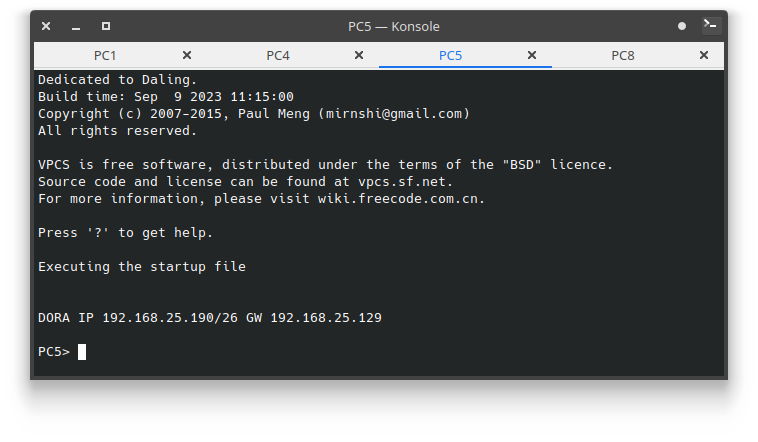 PC5 — Konsole
PC1 PC4 PC5 PC8
Dedicated to Daling.
Build time: Sep  9 2023 11:15:00
Copyright (c) 2007-2015, Paul Meng (mirnshi@gmail.com)
All rights reserved.
VPCS is free software, distributed under the terms of the "BSD" licence.
Source code and license can be found at vpcs.sf.net.
For more information, please visit wiki.freecode.com.cn.
Press '?' to get help.
Executing the startup file
DORA IP 192.168.25.190/26 GW 192.168.25.129
PC5>